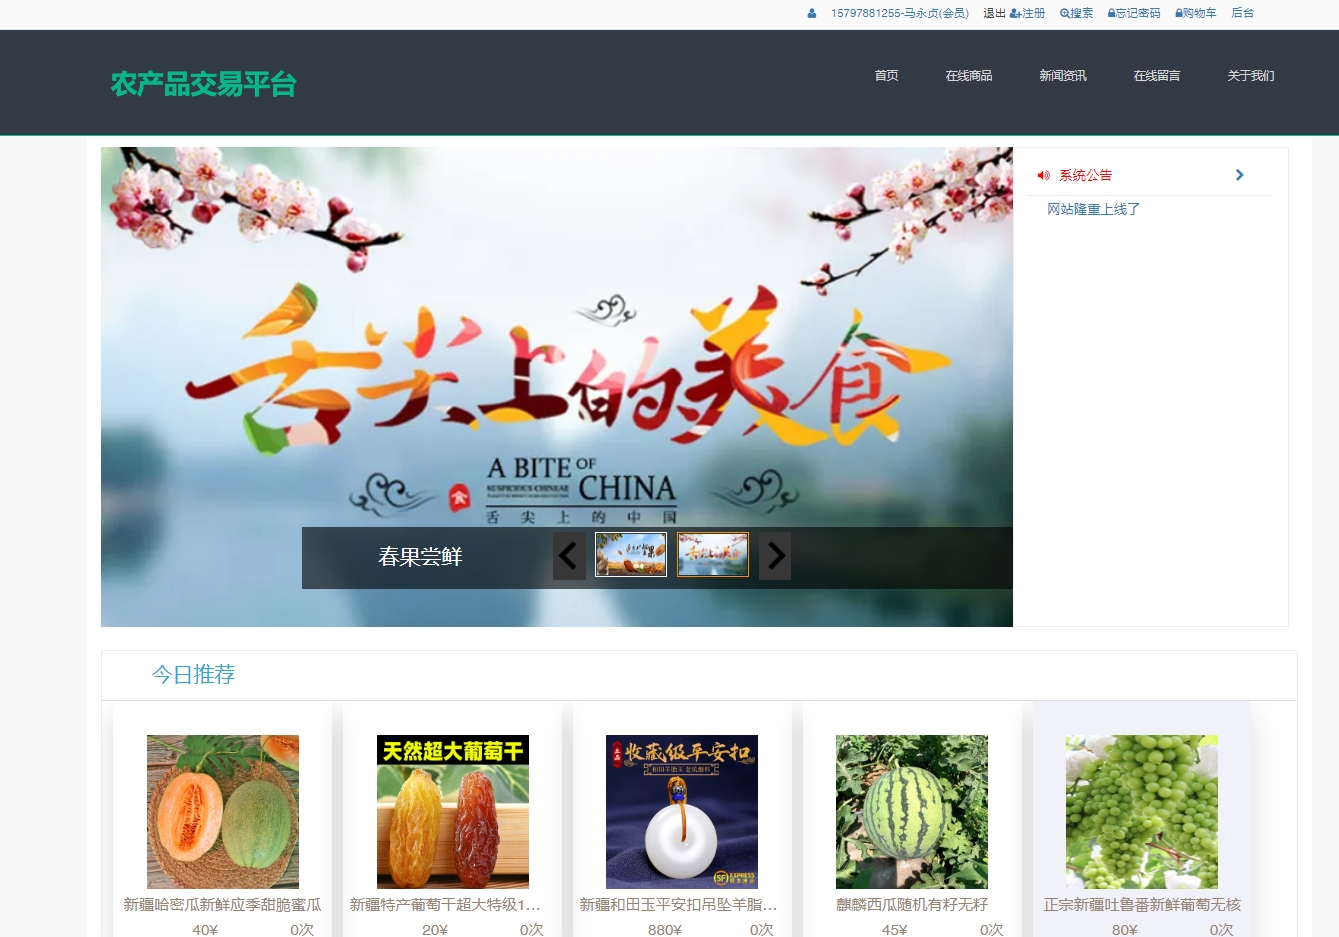 15797881255-马永贞(会员) 退出 注册 搜索 忘记密码 购物车 后台
农产品交易平台
首页 在线商品 新闻资讯 在线留言 关于我们
系统公告
网站隆重上线了
舌尖上的美食
A BITE OF CHINA
舌尖上的中国
春果尝鲜
今日推荐
天然超大葡萄干
收藏级平安扣
新疆哈密瓜新鲜应季甜脆蜜瓜
新疆特产葡萄干超大特级1...
新疆和田玉平安扣吊坠羊脂...
麒麟西瓜随机有籽无籽
正宗新疆吐鲁番新鲜葡萄无核
40¥ 0次
20¥ 0次
880¥ 0次
45¥ 0次
80¥ 0次